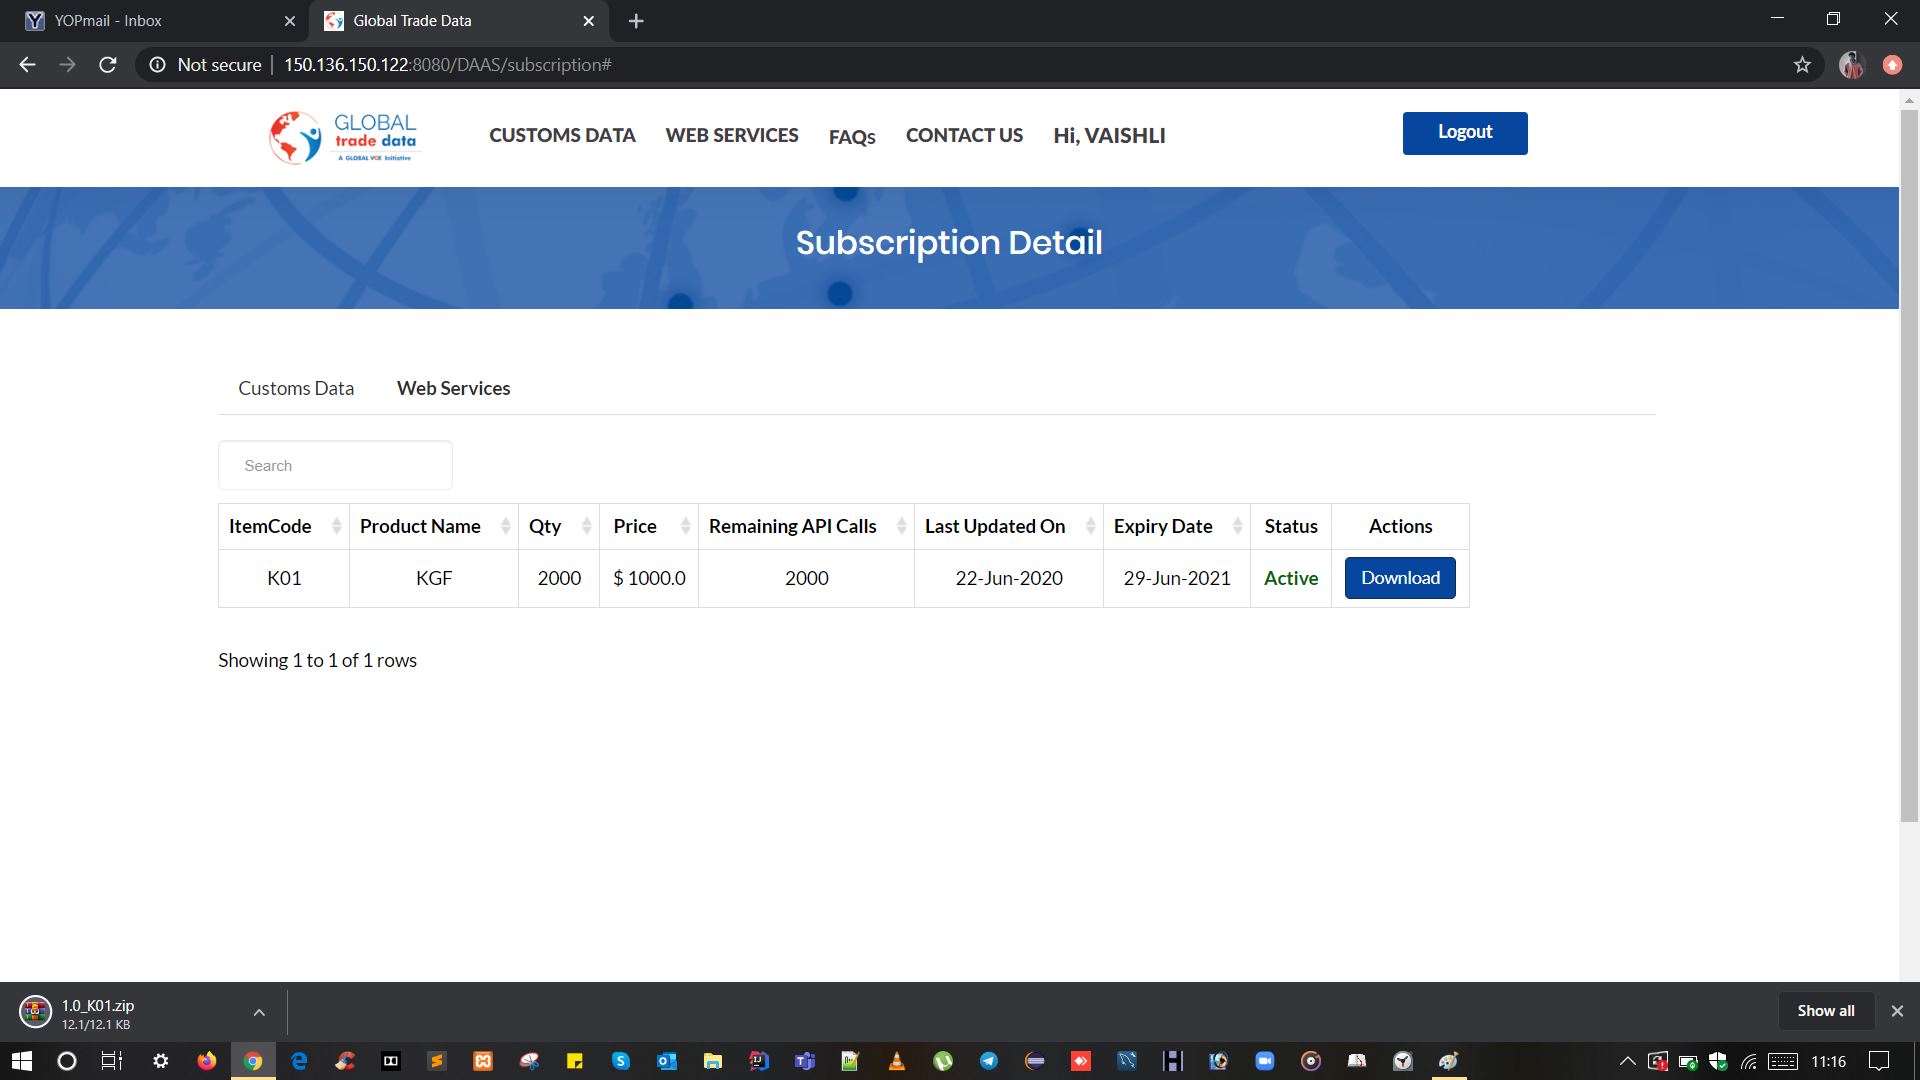 YOPmail - Inbox
Global Trade Data
Not secure | 150.136.150.122:8080/DAAS/subscription#
GLOBAL
trade data
A GLOBAL VOX Initiative
CUSTOMS DATA
WEB SERVICES
FAQs
CONTACT US
Hi, VAISHLI
Logout
Subscription Detail
Customs Data
Web Services
Search
ItemCode Product Name Qty Price Remaining API Calls Last Updated On Expiry Date Status Actions
K01 KGF 2000 $ 1000.0 2000 22-Jun-2020 29-Jun-2021 Active Download
Showing 1 to 1 of 1 rows
1.0_K01.zip
12.1/12.1 KB
Show all
11:16